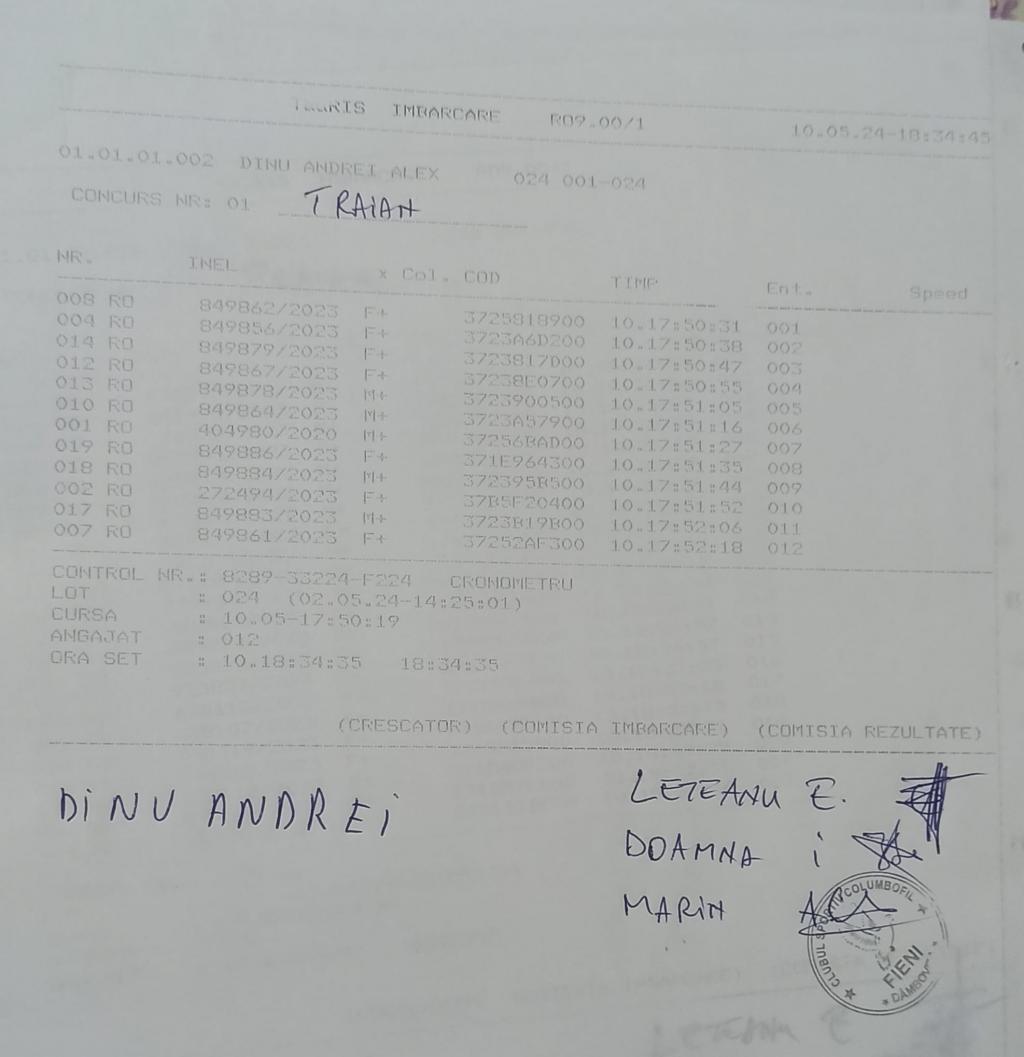 IMBARCARE RO9.00/1 10.05.24-18:34:45
01.01.01.002 DINU ANDREI ALEX 024 001-024
CONCURS NR: 01 TRAIAN
NR. INEL x Col. COD TIMP Ent. Speed
008 RO 849862/2023 F+ 3725818900 10.17:50:31 001
004 RO 849856/2023 F+ 3723A6D200 10.17:50:38 002
014 RO 849879/2023 F+ 3723817D00 10.17:50:47 003
012 RO 849867/2023 F+ 37238E0700 10.17:50:55 004
013 RO 849878/2023 M+ 3723900500 10.17:51:05 005
010 RO 849864/2023 M+ 3723A57900 10.17:51:16 006
001 RO 404980/2020 M+ 37256BAD00 10.17:51:27 007
019 RO 849886/2023 F+ 371E964300 10.17:51:35 008
018 RO 849884/2023 M+ 372395B500 10.17:51:44 009
002 RO 272494/2023 F+ 37B5F20400 10.17:51:52 010
017 RO 849883/2023 M+ 3723B19B00 10.17:52:06 011
007 RO 849861/2023 F+ 37252AF300 10.17:52:18 012
CONTROL NR.: 8289-33224-F224 CRONOMETRU
LOT : 024 (02.05.24-14:25:01)
CURSA : 10.05-17:50:19
ANGAJAT : 012
ORA SET : 10.18:34:35 18:34:35
(CRESCATOR) (COMISIA IMBARCARE) (COMISIA REZULTATE)
DINU ANDREI
LETEANU E.
DOAMNA i
MARIN
CLUBUL SPORTIV COLUMBOFIL
FIENI